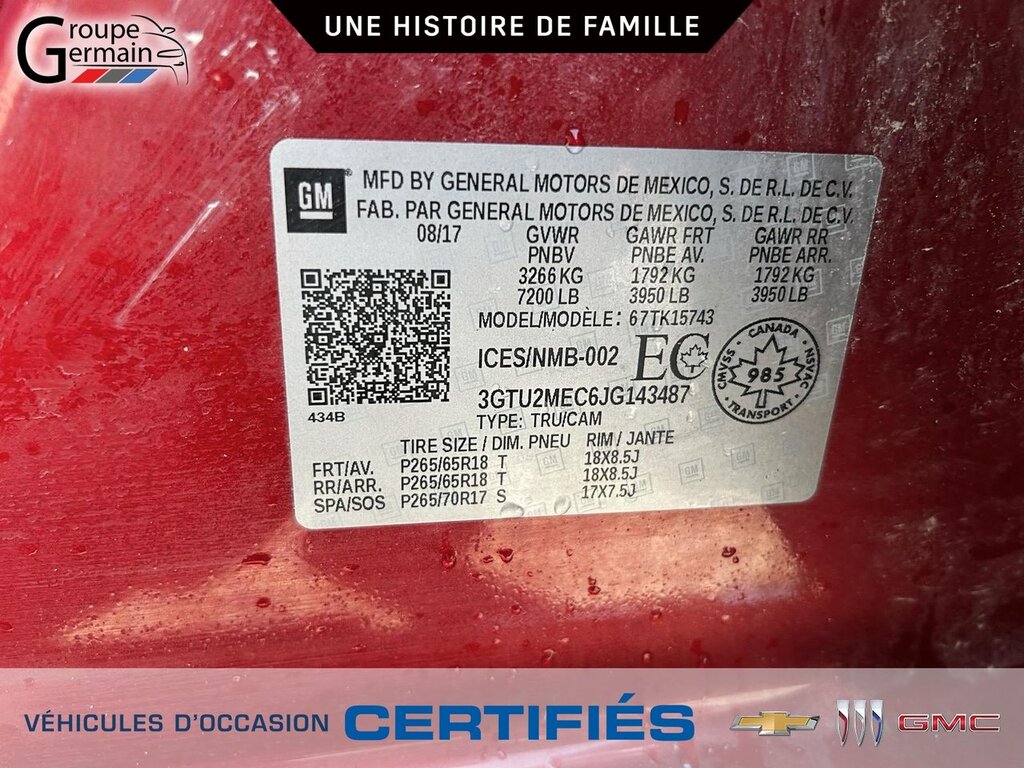 Groupe
Germain
UNE HISTOIRE DE FAMILLE
GM
MFD BY GENERAL MOTORS DE MEXICO, S. DE R.L. DE C.V.
FAB. PAR GENERAL MOTORS DE MEXICO, S. DE R.L. DE C.V.
08/17 GVWR GAWR FRT GAWR RR
PNBV PNBE AV. PNBE ARR.
3266 KG 1792 KG 1792 KG
7200 LB 3950 LB 3950 LB
MODEL/MODÈLE: 67TK15743
ICES/NMB-002 EC
CANADA
CMVSS 985 NSVAC
TRANSPORT
3GTU2MEC6JG143487
434B
TYPE: TRU/CAM
TIRE SIZE / DIM. PNEU RIM / JANTE
FRT/AV. P265/65R18 T 18X8.5J
RR/ARR. P265/65R18 T 18X8.5J
SPA/SOS P265/70R17 S 17X7.5J
VÉHICULES D'OCCASION CERTIFIÉS GMC